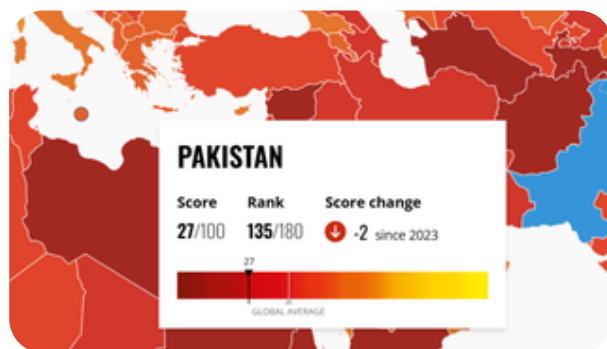 PAKISTAN
Score Rank Score change
27/100 135/180 -2 since 2023
27
GLOBAL AVERAGE